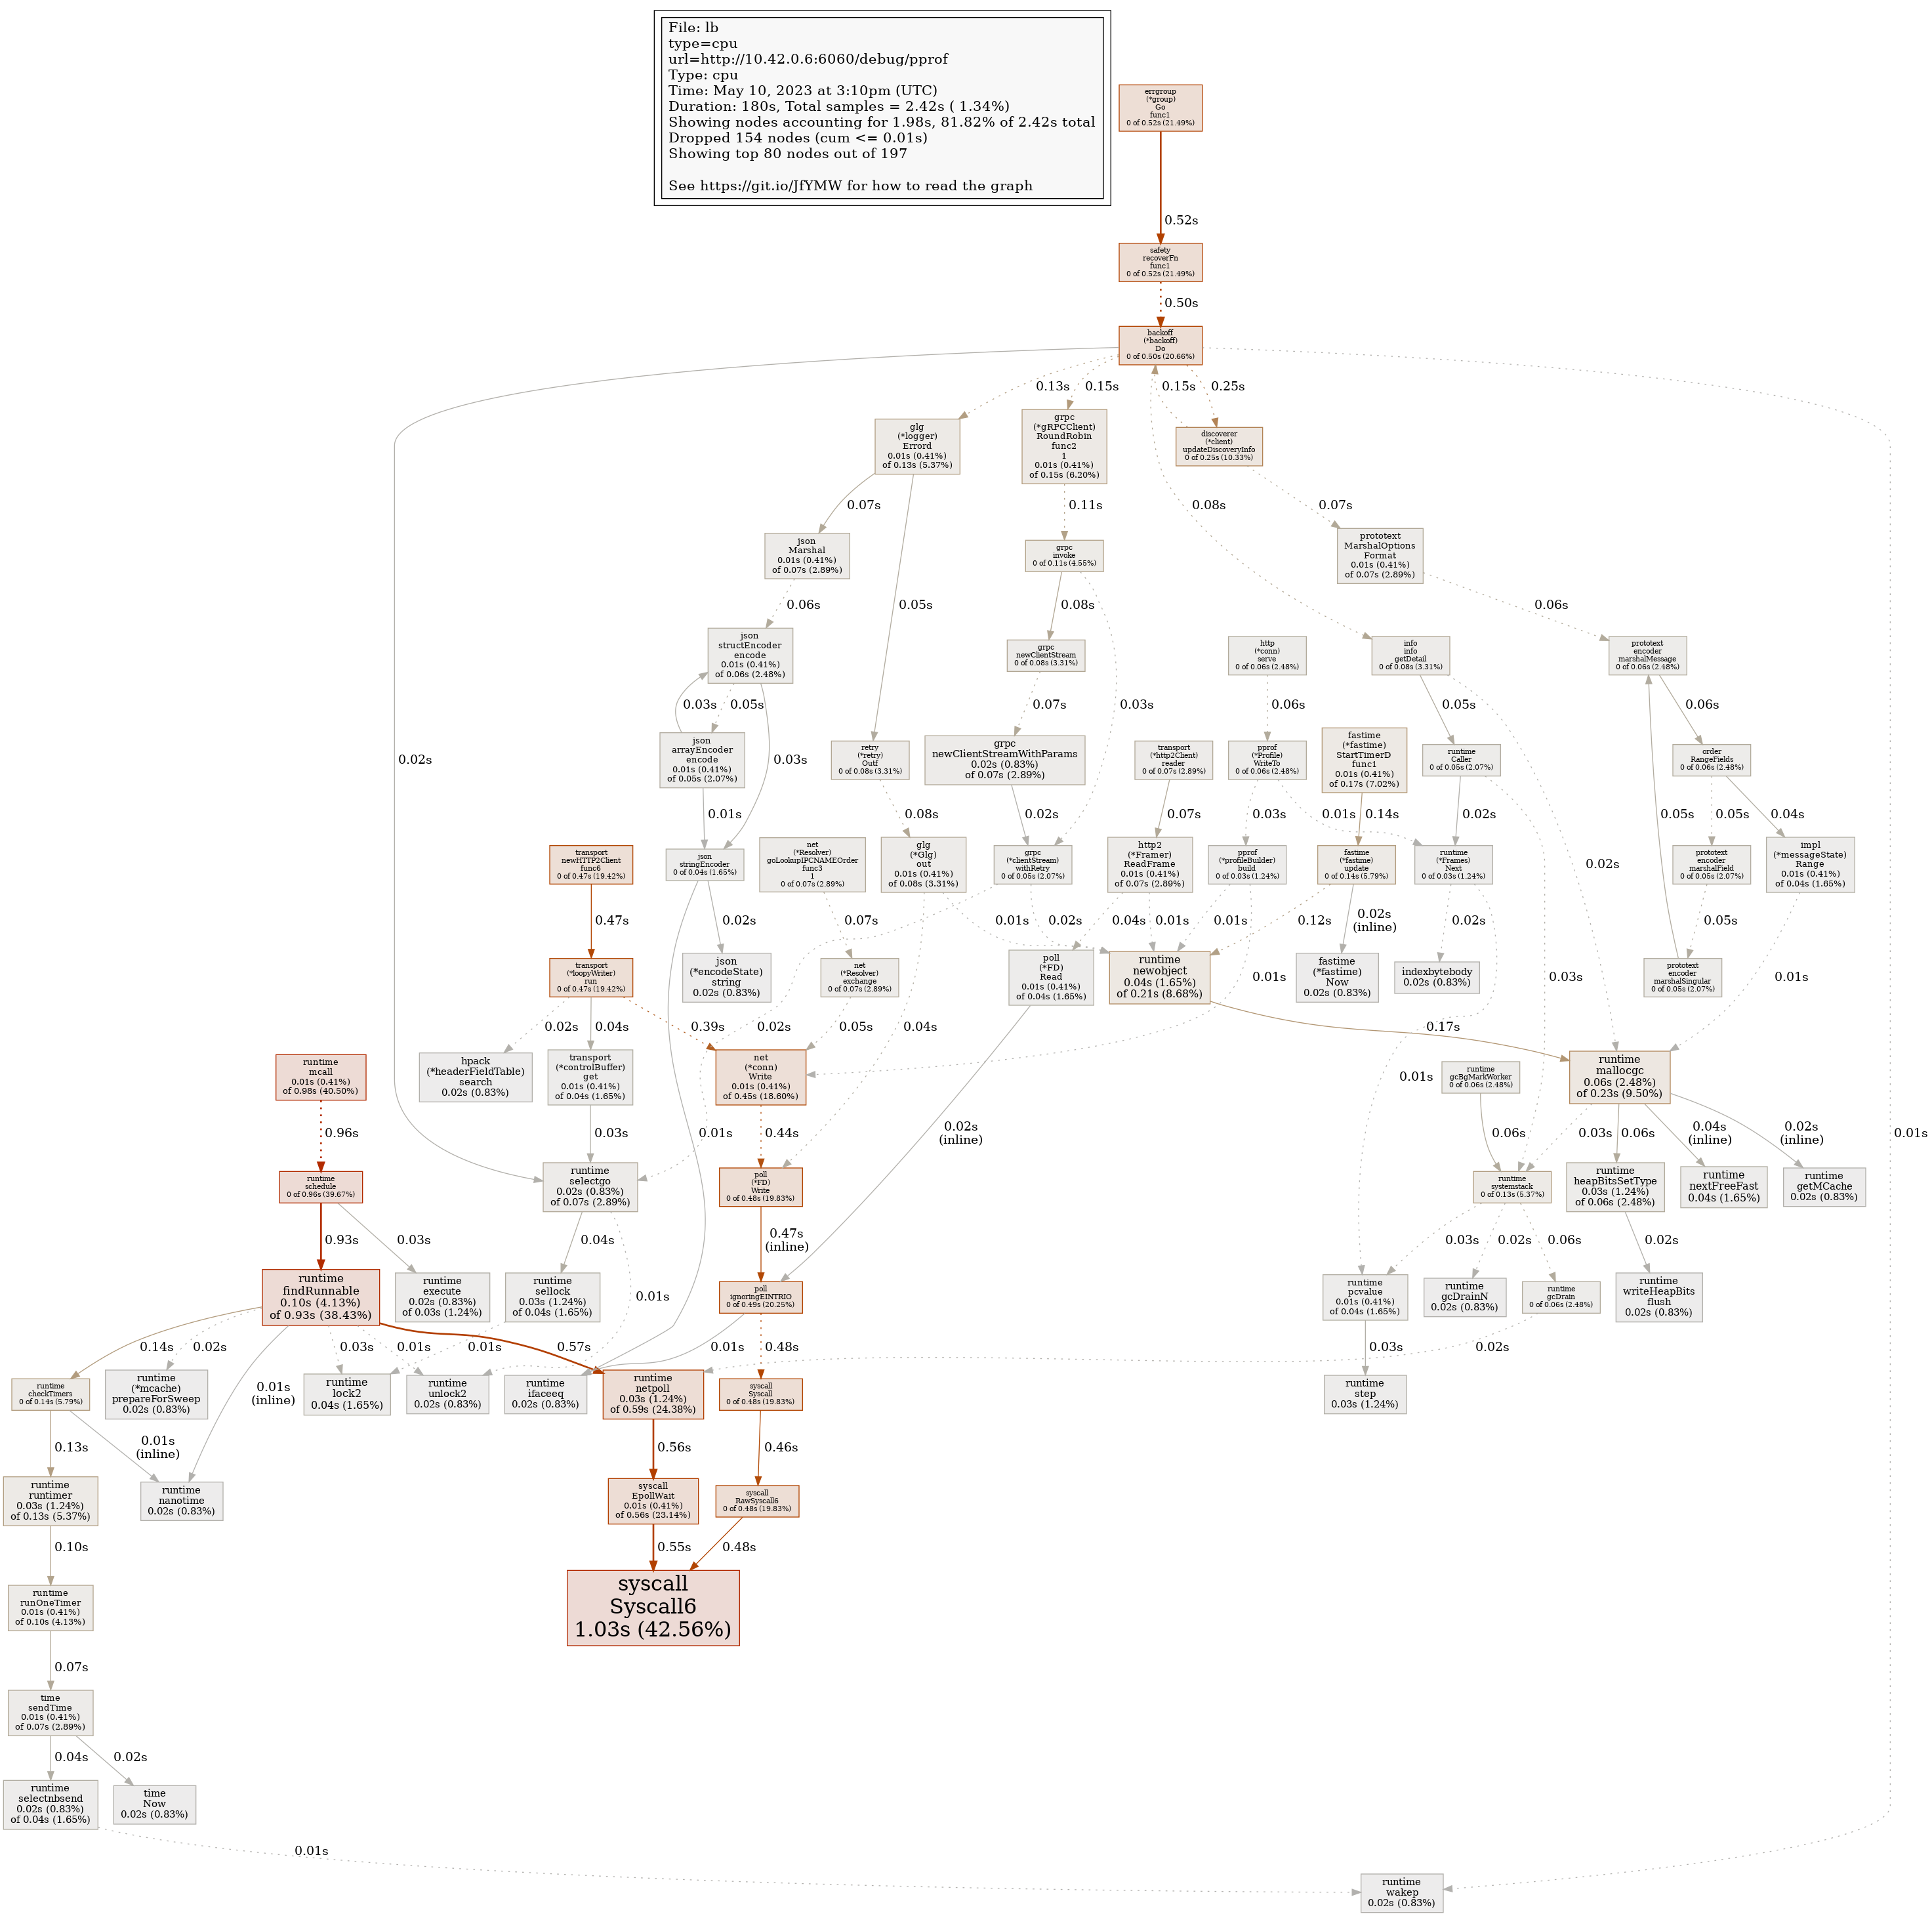 File: lb
type=cpu
url=http://10.42.0.6:6060/debug/pprof
Type: cpu
Time: May 10, 2023 at 3:10pm (UTC)
Duration: 180s, Total samples = 2.42s ( 1.34%)
Showing nodes accounting for 1.98s, 81.82% of 2.42s total
Dropped 154 nodes (cum <= 0.01s)
Showing top 80 nodes out of 197
See https://git.io/JfYMW for how to read the graph
errgroup
(*group)
Go
func1
0 of 0.52s (21.49%)
0.52s
safety
recoverFn
func1
0 of 0.52s (21.49%)
0.50s
backoff
(*backoff)
Do
0 of 0.50s (20.66%)
0.13s
0.15s
0.15s
0.25s
glg
(*logger)
Errord
0.01s (0.41%)
of 0.13s (5.37%)
grpc
(*gRPCClient)
RoundRobin
func2
1
0.01s (0.41%)
of 0.15s (6.20%)
discoverer
(*client)
updateDiscoveryInfo
0 of 0.25s (10.33%)
0.07s
0.11s
0.08s
0.07s
json
Marshal
0.01s (0.41%)
of 0.07s (2.89%)
grpc
invoke
0 of 0.11s (4.55%)
prototext
MarshalOptions
Format
0.01s (0.41%)
of 0.07s (2.89%)
0.06s
0.05s
0.08s
0.06s
json
structEncoder
encode
0.01s (0.41%)
of 0.06s (2.48%)
grpc
newClientStream
0 of 0.08s (3.31%)
http
(*conn)
serve
0 of 0.06s (2.48%)
info
info
getDetail
0 of 0.08s (3.31%)
prototext
encoder
marshalMessage
0 of 0.06s (2.48%)
0.03s
0.05s
0.07s
0.03s
0.06s
0.05s
0.06s
json
arrayEncoder
encode
0.01s (0.41%)
of 0.05s (2.07%)
0.02s
0.03s
retry
(*retry)
Outf
0 of 0.08s (3.31%)
grpc
newClientStreamWithParams
0.02s (0.83%)
of 0.07s (2.89%)
transport
(*http2Client)
reader
0 of 0.07s (2.89%)
pprof
(*Profile)
WriteTo
0 of 0.06s (2.48%)
fastime
(*fastime)
StartTimerD
func1
0.01s (0.41%)
of 0.17s (7.02%)
runtime
Caller
0 of 0.05s (2.07%)
order
RangeFields
0 of 0.06s (2.48%)
0.01s
0.08s
0.02s
0.07s
0.03s
0.01s
0.14s
0.02s
0.05s
0.05s
0.04s
transport
newHTTP2Client
func6
0 of 0.47s (19.42%)
json
stringEncoder
0 of 0.04s (1.65%)
net
(*Resolver)
goLookupIPCNAMEOrder
func3
1
0 of 0.07s (2.89%)
glg
(*Glg)
out
0.01s (0.41%)
of 0.08s (3.31%)
grpc
(*clientStream)
withRetry
0 of 0.05s (2.07%)
http2
(*Framer)
ReadFrame
0.01s (0.41%)
of 0.07s (2.89%)
pprof
(*profileBuilder)
build
0 of 0.03s (1.24%)
fastime
(*fastime)
update
0 of 0.14s (5.79%)
runtime
(*Frames)
Next
0 of 0.03s (1.24%)
0.02s
prototext
encoder
marshalField
0 of 0.05s (2.07%)
impl
(*messageState)
Range
0.01s (0.41%)
of 0.04s (1.65%)
0.47s
0.02s
0.07s
0.01s
0.02s
0.04s
0.01s
0.01s
0.12s
0.02s
(inline)
0.02s
0.05s
transport
(*loopyWriter)
run
0 of 0.47s (19.42%)
json
(*encodeState)
string
0.02s (0.83%)
net
(*Resolver)
exchange
0 of 0.07s (2.89%)
poll
(*FD)
Read
0.01s (0.41%)
of 0.04s (1.65%)
runtime
newobject
0.04s (1.65%)
of 0.21s (8.68%)
0.01s
fastime
(*fastime)
Now
0.02s (0.83%)
indexbytebody
0.02s (0.83%)
0.03s
prototext
encoder
marshalSingular
0 of 0.05s (2.07%)
0.01s
0.02s
0.04s
0.39s
0.05s
0.02s
0.04s
0.17s
runtime
mcall
0.01s (0.41%)
of 0.98s (40.50%)
hpack
(*headerFieldTable)
search
0.02s (0.83%)
transport
(*controlBuffer)
get
0.01s (0.41%)
of 0.04s (1.65%)
net
(*conn)
Write
0.01s (0.41%)
of 0.45s (18.60%)
0.01s
runtime
gcBgMarkWorker
0 of 0.06s (2.48%)
runtime
mallocgc
0.06s (2.48%)
of 0.23s (9.50%)
0.96s
0.03s
0.01s
0.44s
0.02s
(inline)
0.06s
0.03s
0.06s
0.04s
(inline)
0.02s
(inline)
0.01s
runtime
schedule
0 of 0.96s (39.67%)
runtime
selectgo
0.02s (0.83%)
of 0.07s (2.89%)
poll
(*FD)
Write
0 of 0.48s (19.83%)
runtime
systemstack
0 of 0.13s (5.37%)
runtime
heapBitsSetType
0.03s (1.24%)
of 0.06s (2.48%)
runtime
nextFreeFast
0.04s (1.65%)
runtime
getMCache
0.02s (0.83%)
0.93s
0.03s
0.04s
0.01s
0.47s
(inline)
0.03s
0.02s
0.06s
0.02s
runtime
findRunnable
0.10s (4.13%)
of 0.93s (38.43%)
runtime
execute
0.02s (0.83%)
of 0.03s (1.24%)
runtime
sellock
0.03s (1.24%)
of 0.04s (1.65%)
poll
ignoringEINTRIO
0 of 0.49s (20.25%)
runtime
pcvalue
0.01s (0.41%)
of 0.04s (1.65%)
runtime
gcDrainN
0.02s (0.83%)
runtime
gcDrain
0 of 0.06s (2.48%)
runtime
writeHeapBits
flush
0.02s (0.83%)
0.14s
0.02s
0.01s
(inline)
0.03s
0.01s
0.01s
0.57s
0.01s
0.48s
0.03s
0.02s
runtime
checkTimers
0 of 0.14s (5.79%)
runtime
(*mcache)
prepareForSweep
0.02s (0.83%)
runtime
lock2
0.04s (1.65%)
runtime
unlock2
0.02s (0.83%)
runtime
ifaceeq
0.02s (0.83%)
runtime
netpoll
0.03s (1.24%)
of 0.59s (24.38%)
syscall
Syscall
0 of 0.48s (19.83%)
runtime
step
0.03s (1.24%)
0.13s
0.01s
(inline)
0.56s
0.46s
runtime
runtimer
0.03s (1.24%)
of 0.13s (5.37%)
runtime
nanotime
0.02s (0.83%)
syscall
EpollWait
0.01s (0.41%)
of 0.56s (23.14%)
syscall
RawSyscall6
0 of 0.48s (19.83%)
0.10s
0.55s
0.48s
runtime
runOneTimer
0.01s (0.41%)
of 0.10s (4.13%)
syscall
Syscall6
1.03s (42.56%)
0.07s
time
sendTime
0.01s (0.41%)
of 0.07s (2.89%)
0.04s
0.02s
runtime
selectnbsend
0.02s (0.83%)
of 0.04s (1.65%)
time
Now
0.02s (0.83%)
0.01s
runtime
wakep
0.02s (0.83%)